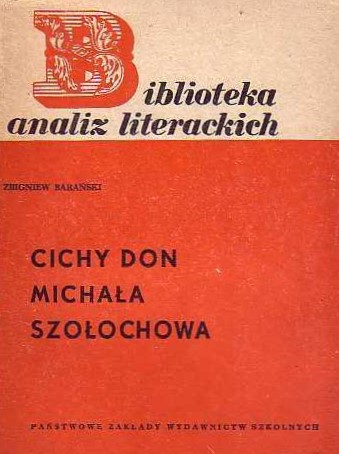 Biblioteka
analiz literackich
ZBIGNIEW BARAŃSKI
CICHY DON
MICHAŁA
SZOŁOCHOWA
PAŃSTWOWE ZAKŁADY WYDAWNICTW SZKOLNYCH